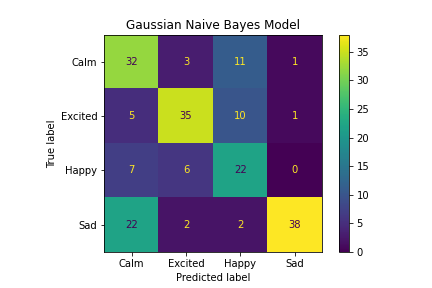 Gaussian Naive Bayes Model
True label
Calm 32 3 11 1
Excited 5 35 10 1
Happy 7 6 22 0
Sad 22 2 2 38
Calm Excited Happy Sad
Predicted label
35
30
25
20
15
10
5
0